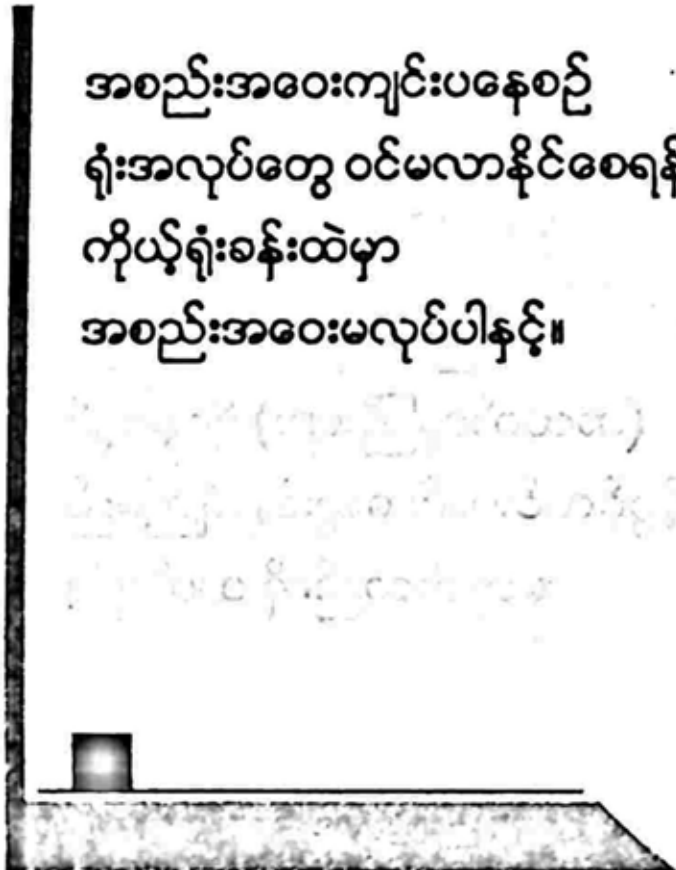 အစည်းအဝေးကျင်းပနေစဉ်
ရုံးအလုပ်တွေ ဝင်မလာနိုင်စေရန်
ကိုယ့်ရုံးခန်းထဲမှာ
အစည်းအဝေးမလုပ်ပါနှင့်။